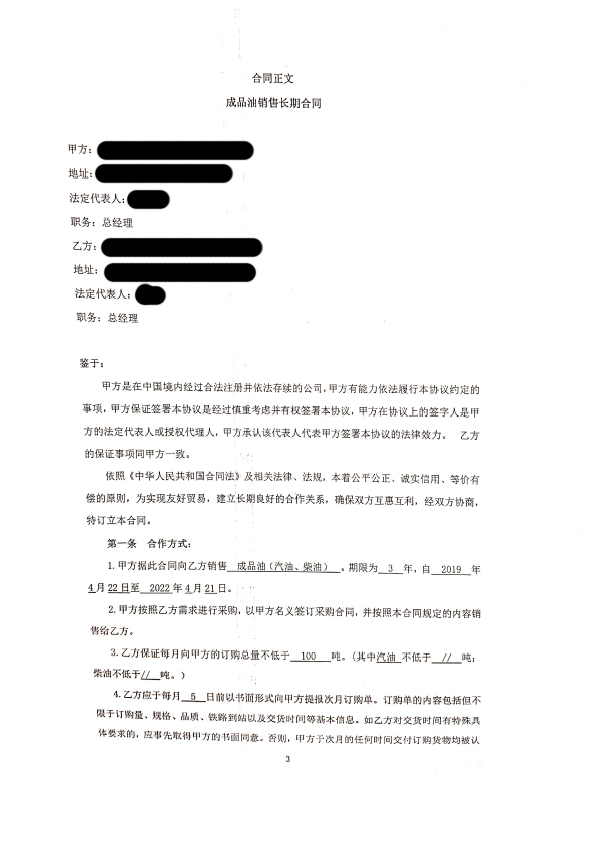 合同正文
成品油销售长期合同
甲方：
地址：
法定代表人：
职务：总经理
乙方：
地址：
法定代表人：
职务：总经理
鉴于：
甲方是在中国境内经过合法注册并依法存续的公司，甲方有能力依法履行本协议约定的
事项，甲方保证签署本协议是经过慎重考虑并有权签署本协议，甲方在协议上的签字人是甲
方的法定代表人或授权代理人，甲方承认该代表人代表甲方签署本协议的法律效力。 乙方
的保证事项同甲方一致。
依照《中华人民共和国合同法》及相关法律、法规，本着公平公正、诚实信用、等价有
偿的原则，为实现友好贸易，建立长期良好的合作关系，确保双方互惠互利，经双方协商，
特订立本合同。
第一条 合作方式：
1.甲方据此合同向乙方销售 成品油（汽油、柴油） 。期限为 3 年，自 2019 年
4月22日至 2022年4月21日。
2.甲方按照乙方需求进行采购，以甲方名义签订采购合同，并按照本合同规定的内容销
售给乙方。
3.乙方保证每月向甲方的订购总量不低于 100 吨。（其中汽油 不低于 // 吨；
柴油不低于// 吨。）
4.乙方应于每月 5 日前以书面形式向甲方提报次月订购单。订购单的内容包括但不
限于订购量、规格、品质、铁路到站以及交货时间等基本信息。如乙方对交货时间有特殊具
体要求的，应事先取得甲方的书面同意。否则，甲方于次月的任何时间交付订购货物均被认
3